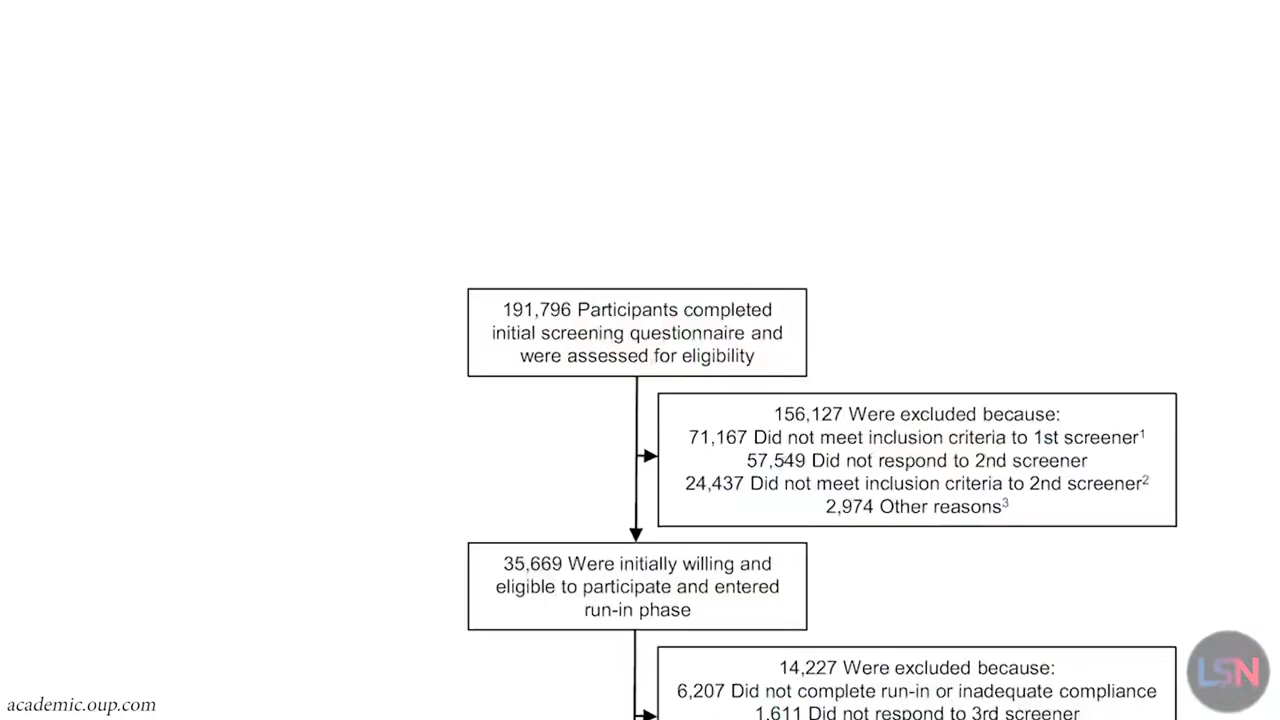 191,796 Participants completed
initial screening questionnaire and
were assessed for eligibility
156,127 Were excluded because:
71,167 Did not meet inclusion criteria to 1st screener¹
57,549 Did not respond to 2nd screener
24,437 Did not meet inclusion criteria to 2nd screener²
2,974 Other reasons³
35,669 Were initially willing and
eligible to participate and entered
run-in phase
14,227 Were excluded because:
6,207 Did not complete run-in or inadequate compliance
1,611 Did not respond to 3rd screener
LSN
academic.oup.com